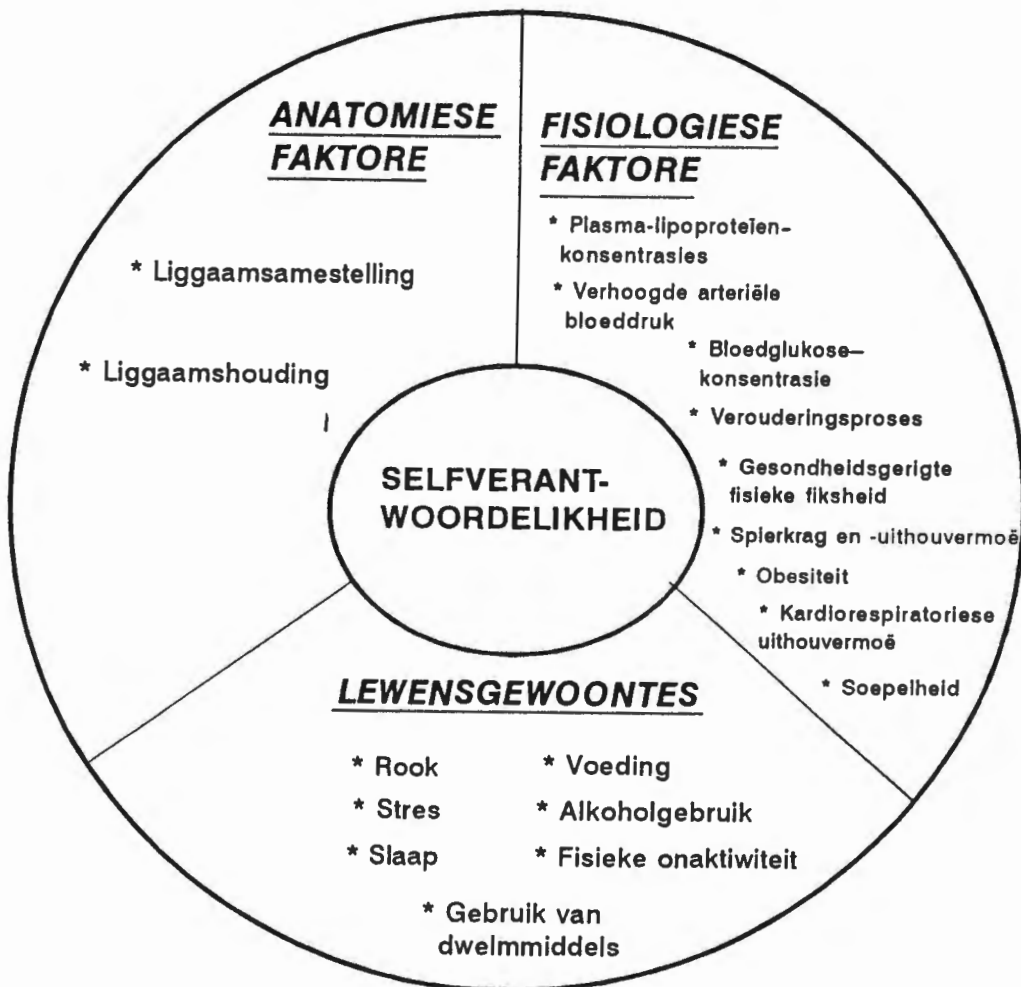 ANATOMIESE
FAKTORE
* Liggaamsamestelling
* Liggaamshouding
FISIOLOGIESE
FAKTORE
* Plasma-lipoproteïen-
konsentrasies
* Verhoogde arteriële
bloeddruk
* Bloedglukose–
konsentrasie
* Verouderingsproses
* Gesondheidsgerigte
fisieke fiksheid
* Spierkrag en -uithouvermoë
* Obesiteit
* Kardiorespiratoriese
uithouvermoë
* Soepelheid
SELFVERANT-
WOORDELIKHEID
LEWENSGEWOONTES
* Rook
* Stres
* Slaap
* Voeding
* Alkoholgebruik
* Fisieke onaktiwiteit
* Gebruik van
dwelmmiddels